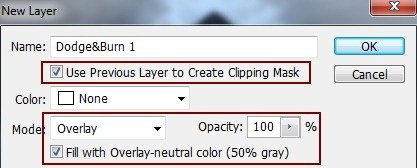 New Layer
Name: Dodge&Burn 1 OK
Use Previous Layer to Create Clipping Mask
Cancel
Color: None
Mode: Overlay Opacity: 100 %
Fill with Overlay-neutral color (50% gray)